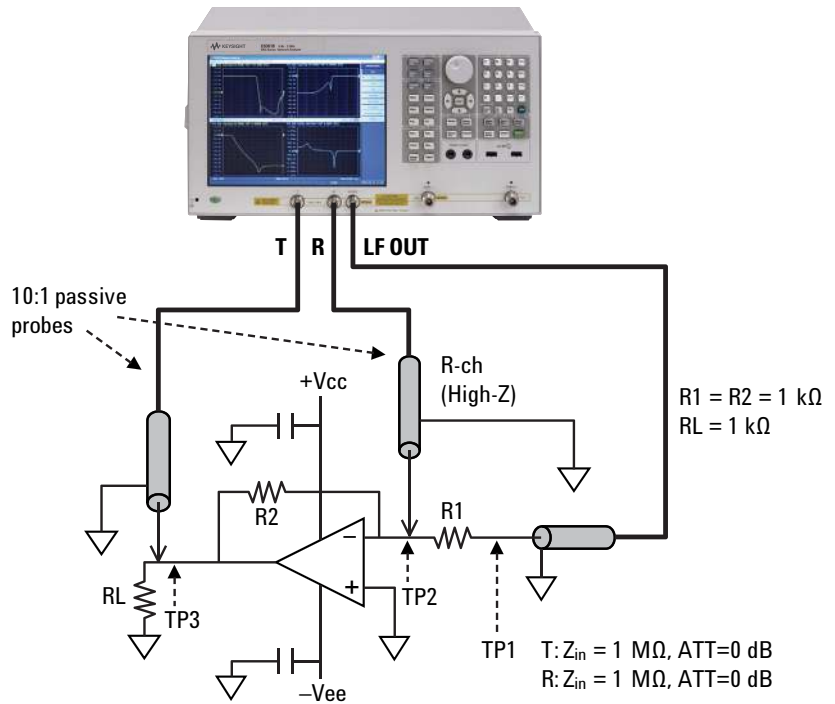 KEYSIGHT
T
R
LF OUT
10:1 passive
probes
R-ch
(High-Z)
+Vcc
R1 = R2 = 1 kΩ
RL = 1 kΩ
R2
R1
–
+
RL
TP3
TP2
TP1
–Vee
T: Zin = 1 MΩ, ATT=0 dB
R: Zin = 1 MΩ, ATT=0 dB